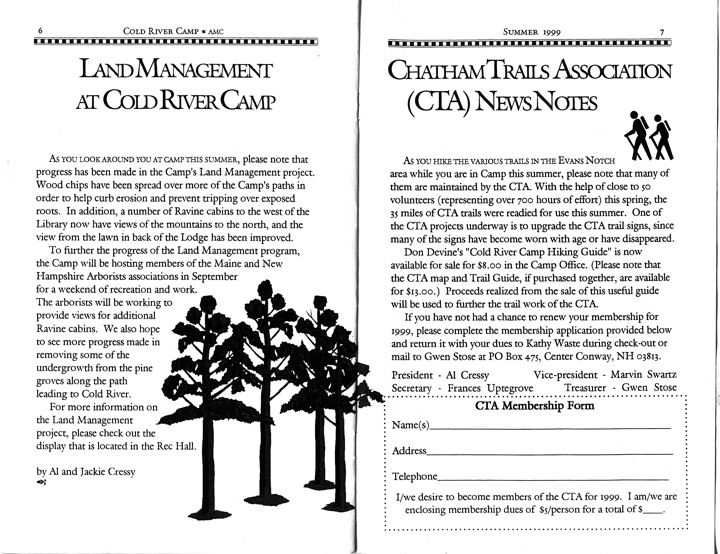 6 COLD RIVER CAMP ★ AMC
LAND MANAGEMENT
AT COLD RIVER CAMP
AS YOU LOOK AROUND YOU AT CAMP THIS SUMMER, please note that
progress has been made in the Camp's Land Management project.
Wood chips have been spread over more of the Camp's paths in
order to help curb erosion and prevent tripping over exposed
roots. In addition, a number of Ravine cabins to the west of the
Library now have views of the mountains to the north, and the
view from the lawn in back of the Lodge has been improved.
To further the progress of the Land Management program,
the Camp will be hosting members of the Maine and New
Hampshire Arborists associations in September
for a weekend of recreation and work.
The arborists will be working to
provide views for additional
Ravine cabins. We also hope
to see more progress made in
removing some of the
undergrowth from the pine
groves along the path
leading to Cold River.
For more information on
the Land Management
project, please check out the
display that is located in the Rec Hall.
by Al and Jackie Cressy
SUMMER 1999 7
CHATHAM TRAILS ASSOCIATION
(CTA) NEWS NOTES
AS YOU HIKE THE VARIOUS TRAILS IN THE EVANS NOTCH
area while you are in Camp this summer, please note that many of
them are maintained by the CTA. With the help of close to 50
volunteers (representing over 700 hours of effort) this spring, the
35 miles of CTA trails were readied for use this summer. One of
the CTA projects underway is to upgrade the CTA trail signs, since
many of the signs have become worn with age or have disappeared.
Don Devine's "Cold River Camp Hiking Guide" is now
available for sale for $8.00 in the Camp Office. (Please note that
the CTA map and Trail Guide, if purchased together, are available
for $13.00.) Proceeds realized from the sale of this useful guide
will be used to further the trail work of the CTA.
If you have not had a chance to renew your membership for
1999, please complete the membership application provided below
and return it with your dues to Kathy Waste during check-out or
mail to Gwen Stose at PO Box 475, Center Conway, NH 03813.
President - Al Cressy Vice-president - Marvin Swartz
Secretary - Frances Uptegrove Treasurer - Gwen Stose
CTA Membership Form
Name(s)____
Address____
Telephone____
I/we desire to become members of the CTA for 1999. I am/we are
enclosing membership dues of $5/person for a total of $____.